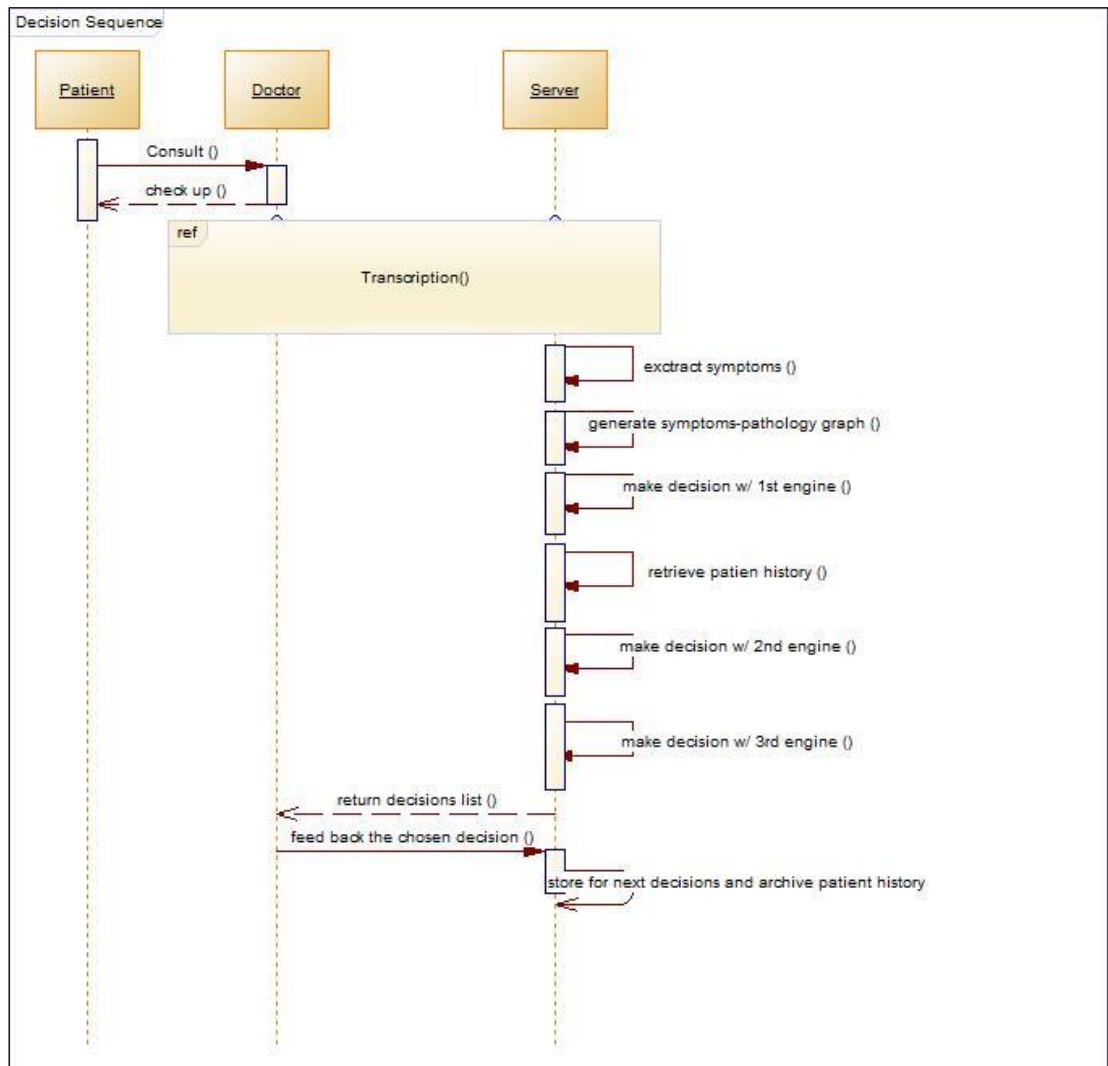 Decision Sequence
Patient
Doctor
Server
Consult ()
check up ()
ref
Transcription()
exctract symptoms ()
generate symptoms-pathology graph ()
make decision w/ 1st engine ()
retrieve patien history ()
make decision w/ 2nd engine ()
make decision w/ 3rd engine ()
return decisions list ()
feed back the chosen decision ()
store for next decisions and archive patient history